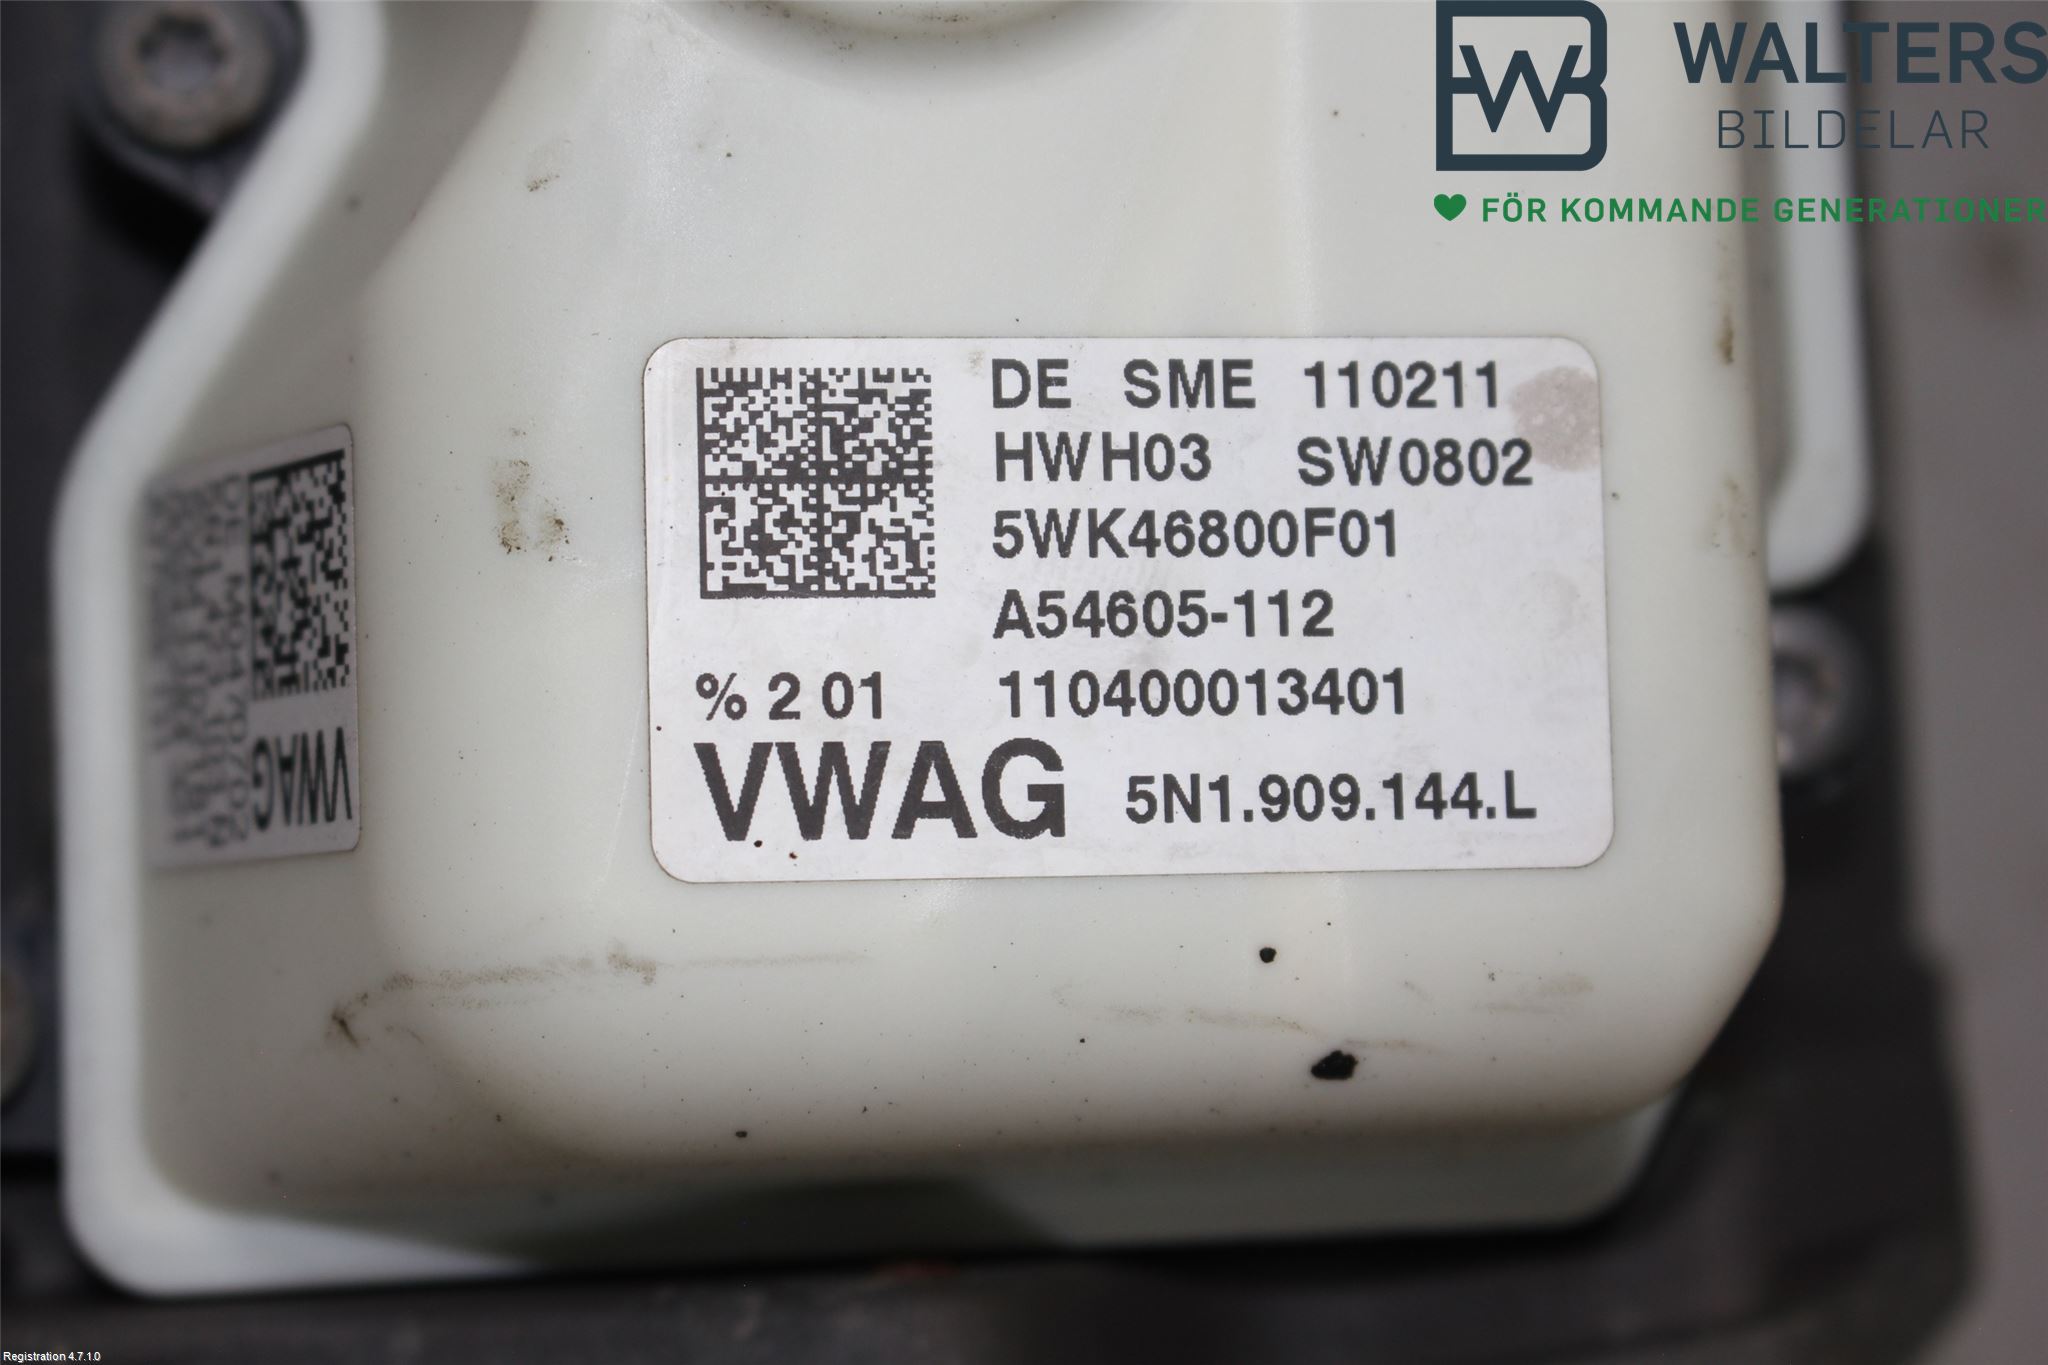 WB
WALTERS
BILDELAR
FÖR KOMMANDE GENERATIONER
DE SME 110211
HWH03 SW0802
5WK46800F01
A54605-112
% 2 01 110400013401
VWAG 5N1.909.144.L
VWAG
Registration 4.7.1.0